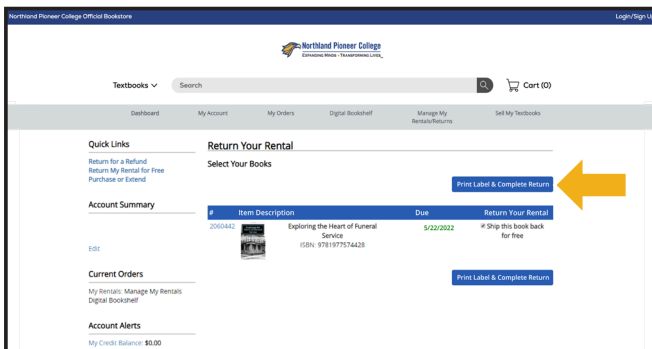 Northland Pioneer College Official Bookstore
Login/Sign U
Northland Pioneer College
Expanding Minds • Transforming Lives
Textbooks
Search
Cart (0)
Dashboard
My Account
My Orders
Digital Bookshelf
Manage My
Rentals/Returns
Sell My Textbooks
Quick Links
Return for a Refund
Return My Rental for Free
Purchase or Extend
Account Summary
Edit
Current Orders
My Rentals: Manage My Rentals
Digital Bookshelf
Account Alerts
My Credit Balance: $0.00
Return Your Rental
Select Your Books
Print Label & Complete Return
# Item Description Due Return Your Rental
2060442 Exploring the Heart of Funeral 5/22/2022 Ship this book back
Service for free
ISBN: 9781977574428
Print Label & Complete Return